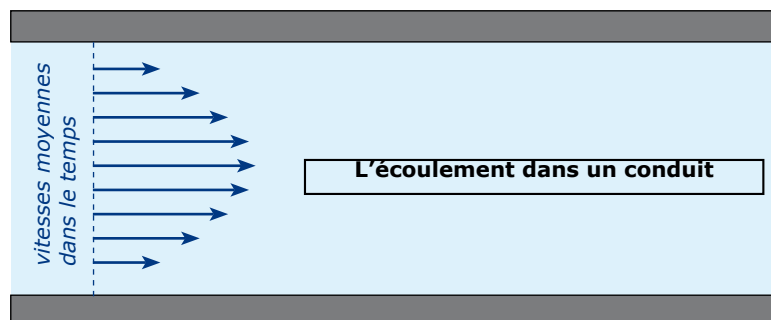 vitesses moyennes
dans le temps
L’écoulement dans un conduit